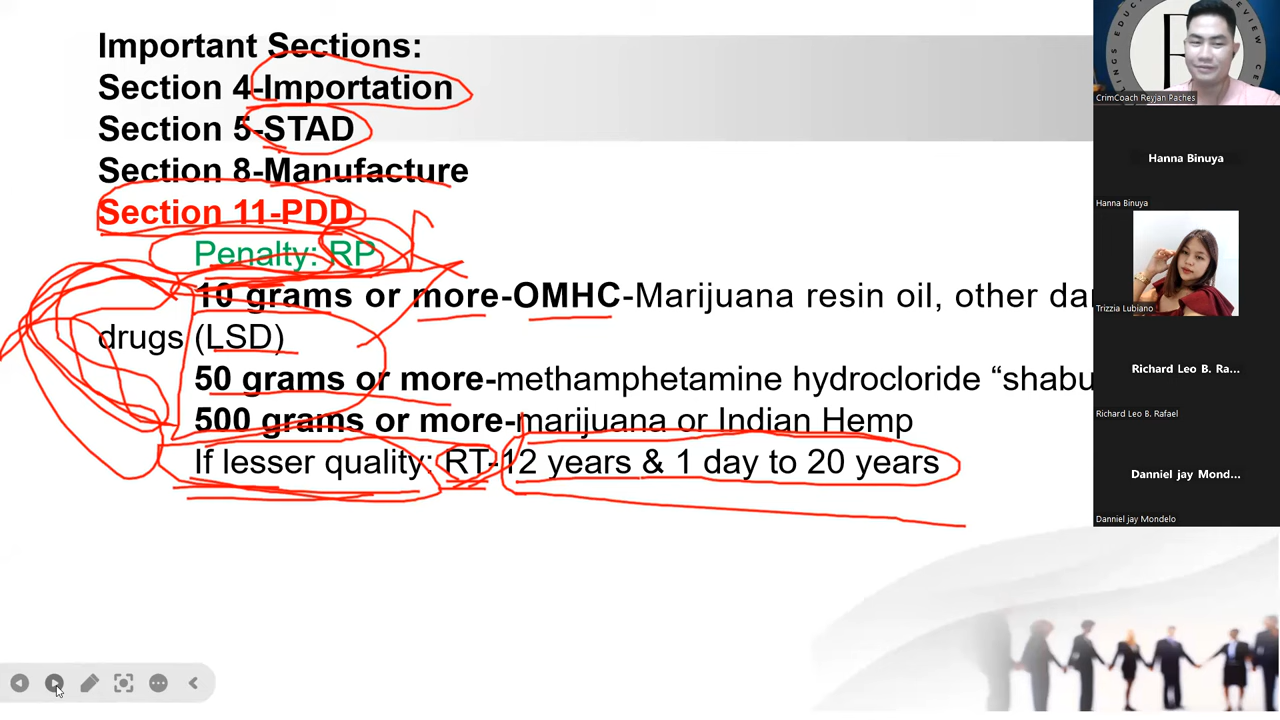 Important Sections:
Section 4-Importation
Section 5-STAD
Section 8-Manufacture
Section 11-PDD
Penalty: RP
10 grams or more-OMHC-Marijuana resin oil, other
drugs (LSD)
50 grams or more-methamphetamine hydrocloride “shabu
500 grams or more-marijuana or Indian Hemp
If lesser quality: RT-12 years & 1 day to 20 years
CrimCoach Reyjan Paches
Hanna Binuya
Hanna Binuya
Trizzia Lubiano
Richard Leo B. Ra...
Richard Leo B. Rafael
Danniel jay Mond...
Danniel jay Mondelo